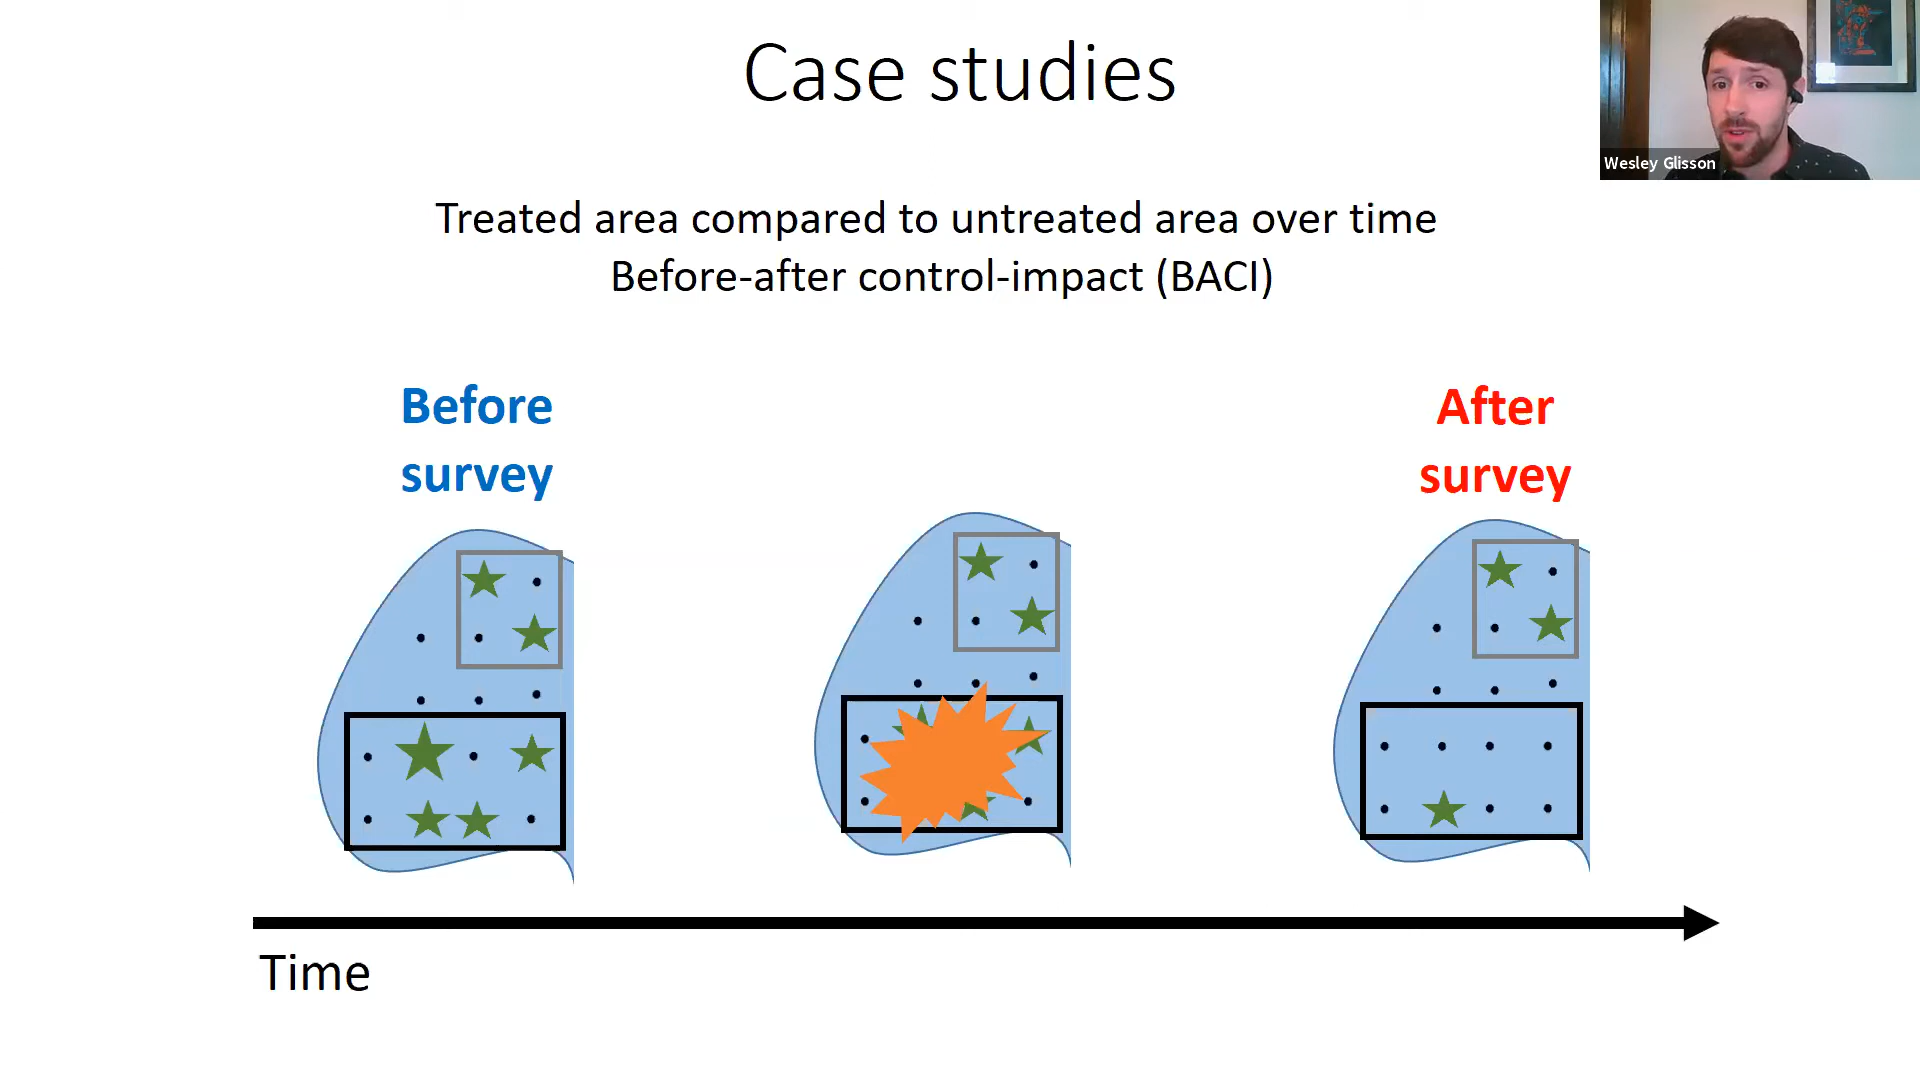 Case studies
Wesley Glisson
Treated area compared to untreated area over time
Before-after control-impact (BACI)
Before
survey
After
survey
Time